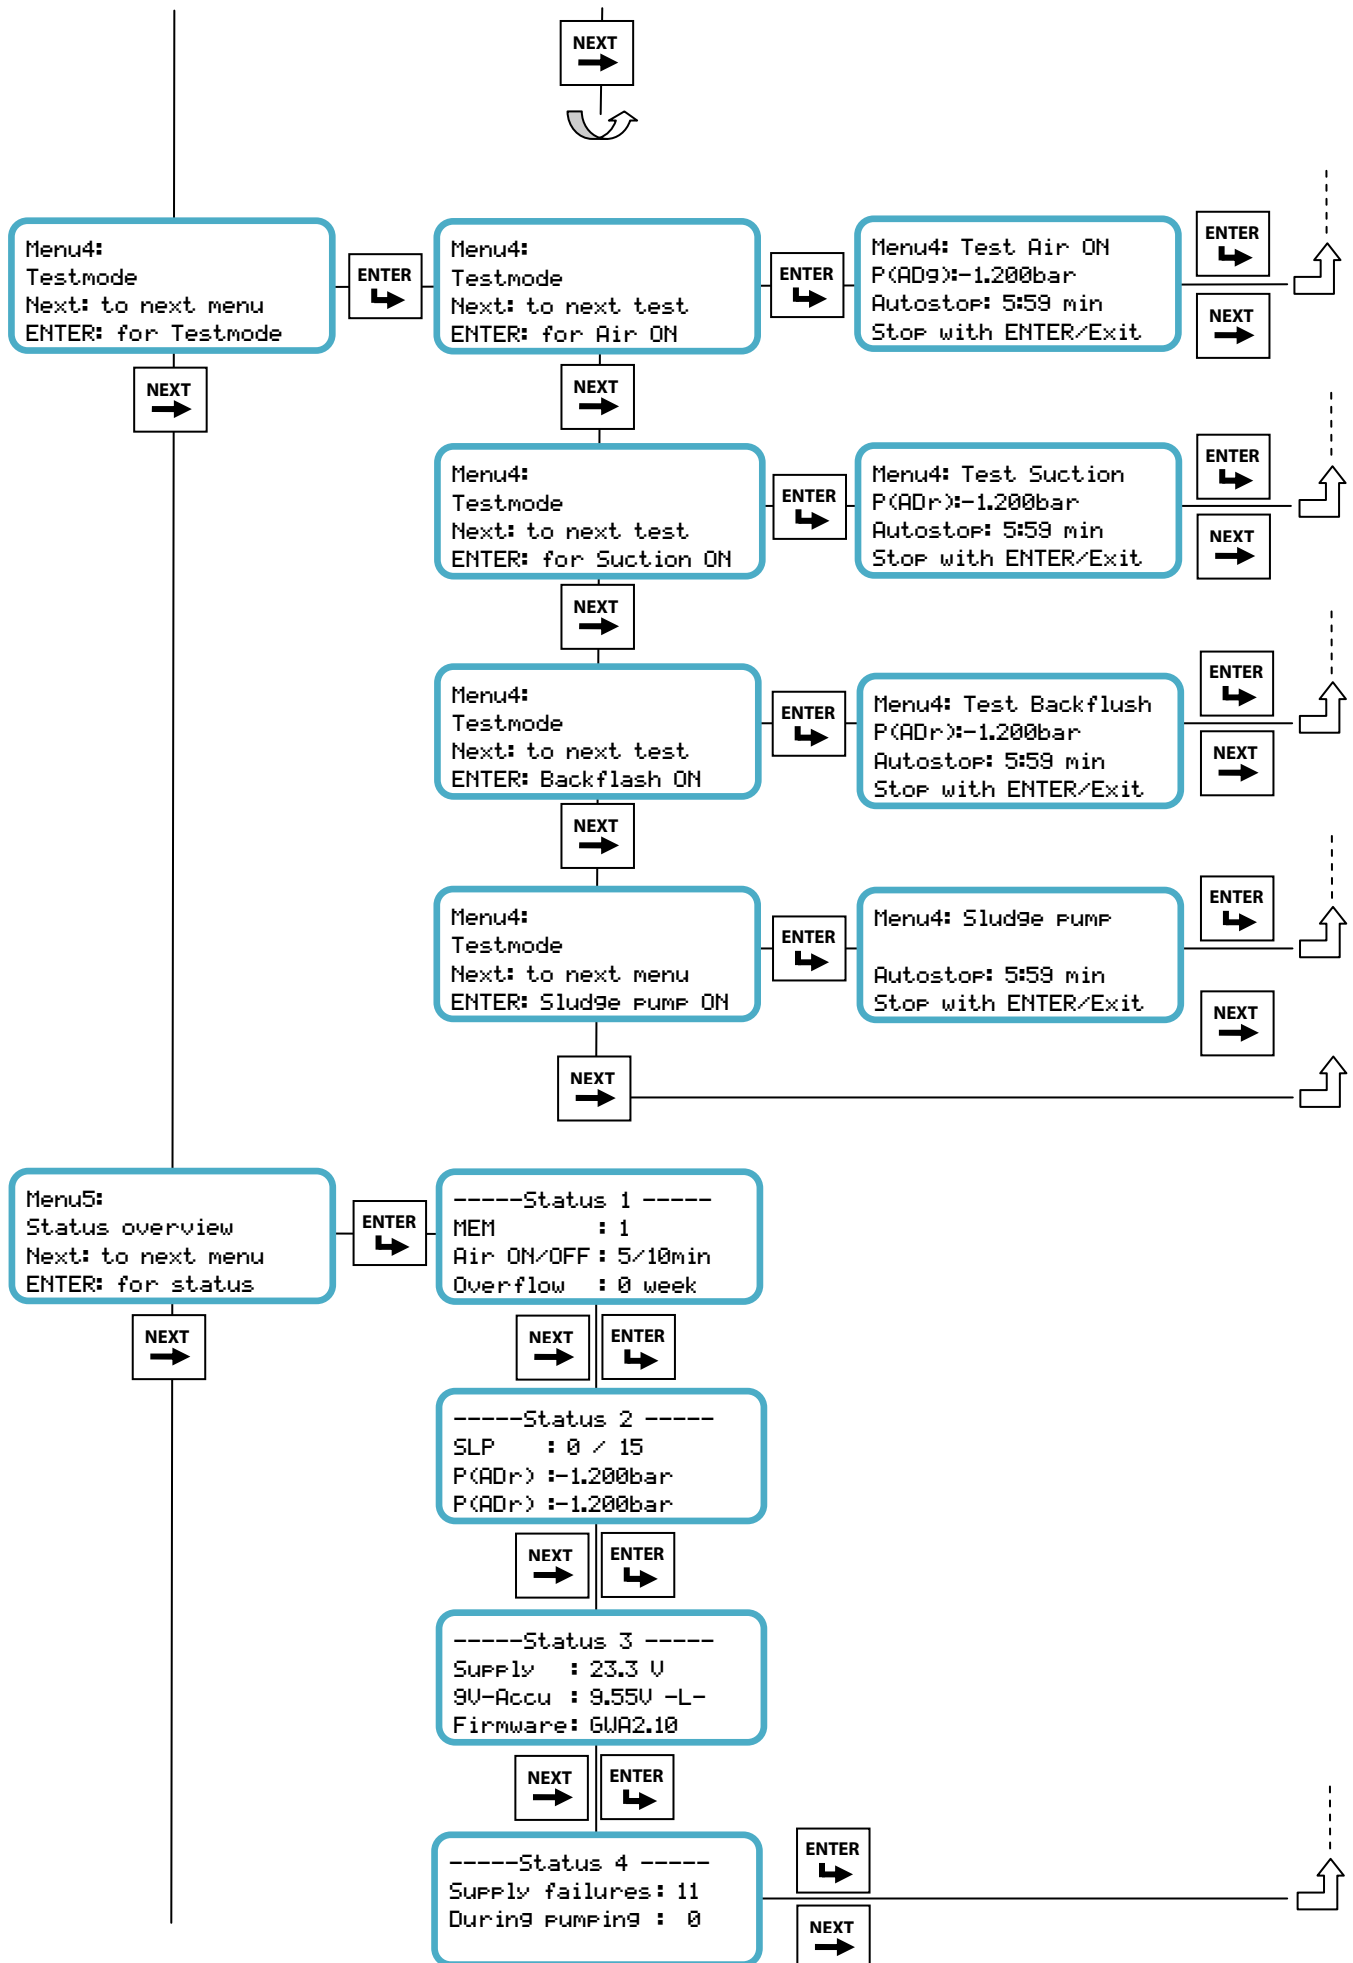 NEXT
Menu4:
Testmode
Next: to next menu
ENTER: for Testmode
ENTER
Menu4:
Testmode
Next: to next test
ENTER: for Air ON
ENTER
Menu4: Test Air ON
P(ADg):-1.200bar
Autostop: 5:59 min
Stop with ENTER/Exit
ENTER
NEXT
NEXT
NEXT
Menu4:
Testmode
Next: to next test
ENTER: for Suction ON
ENTER
Menu4: Test Suction
P(ADr):-1.200bar
Autostop: 5:59 min
Stop with ENTER/Exit
ENTER
NEXT
NEXT
Menu4:
Testmode
Next: to next test
ENTER: Backflash ON
ENTER
Menu4: Test Backflush
P(ADr):-1.200bar
Autostop: 5:59 min
Stop with ENTER/Exit
ENTER
NEXT
NEXT
Menu4:
Testmode
Next: to next menu
ENTER: Sludge pump ON
ENTER
Menu4: Sludge pump
Autostop: 5:59 min
Stop with ENTER/Exit
ENTER
NEXT
NEXT
Menu5:
Status overview
Next: to next menu
ENTER: for status
ENTER
-----Status 1 -----
MEM : 1
Air ON/OFF : 5/10min
Overflow : 0 week
NEXT
NEXT
ENTER
-----Status 2 -----
SLP : 0 / 15
P(ADr) :-1.200bar
P(ADr) :-1.200bar
NEXT
ENTER
-----Status 3 -----
Supply : 23.3 V
9V-Accu : 9.55V -L-
Firmware: GWA2.10
NEXT
ENTER
-----Status 4 -----
Supply failures: 11
During pumping : 0
ENTER
NEXT